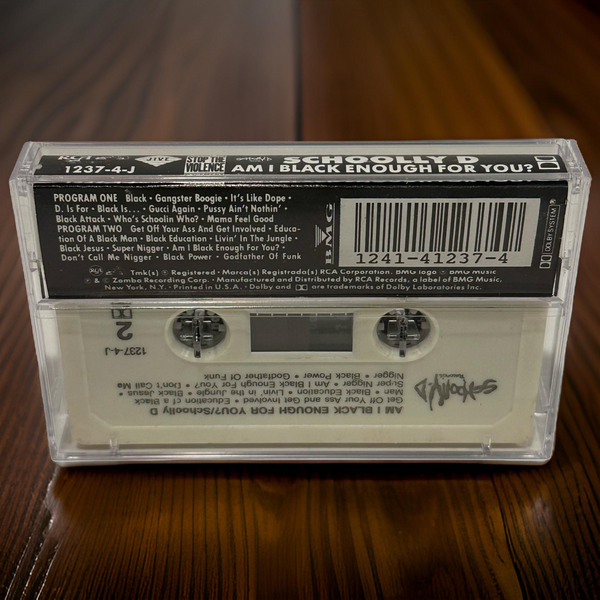 RCA
JIVE
STOP THE
VIOLENCE
SCHOOLLY D
1237-4-J
AM I BLACK ENOUGH FOR YOU?
PROGRAM ONE Black • Gangster Boogie • It's Like Dope •
D. Is For • Black Is... • Gucci Again • Pussy Ain't Nothin' •
Black Attack • Who's Schoolin Who? • Mama Feel Good
PROGRAM TWO Get Off Your Ass And Get Involved • Educa-
tion Of A Black Man • Black Education • Livin' In The Jungle •
Black Jesus • Super Nigger • Am I Black Enough For You? •
Don't Call Me Nigger • Black Power • Godfather Of Funk
BMG
1241-41237-4
DOLBY SYSTEM
Tmk(s) ® Registered • Marca(s) Registrada(s) RCA Corporation. BMG logo ® BMG Music
℗ & © Zomba Recording Corp. • Manufactured and Distributed by RCA Records, a label of BMG Music,
New York, N.Y. • Printed in U.S.A. • Dolby and are trademarks of Dolby Laboratories Inc.
AM I BLACK ENOUGH FOR YOU?/Schoolly D
Get Off Your Ass and Get Involved • Education of a Black
Man • Black Education • Livin' In the Jungle • Black Jesus •
Super Nigger • Am I Black Enough For You? • Don't Call Me
Nigger • Black Power • Godfather Of Funk
Schoolly-D
1237-4-J
2